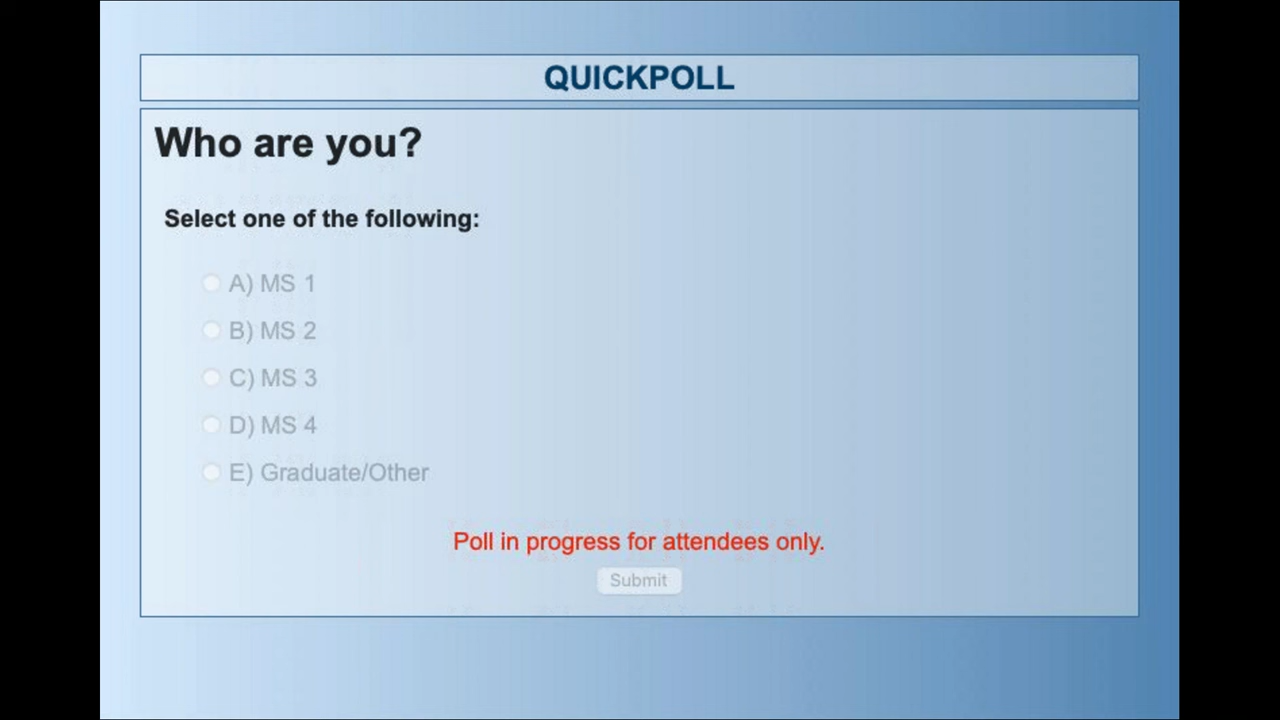 QUICKPOLL
Who are you?
Select one of the following:
A) MS 1
B) MS 2
C) MS 3
D) MS 4
E) Graduate/Other
Poll in progress for attendees only.
Submit